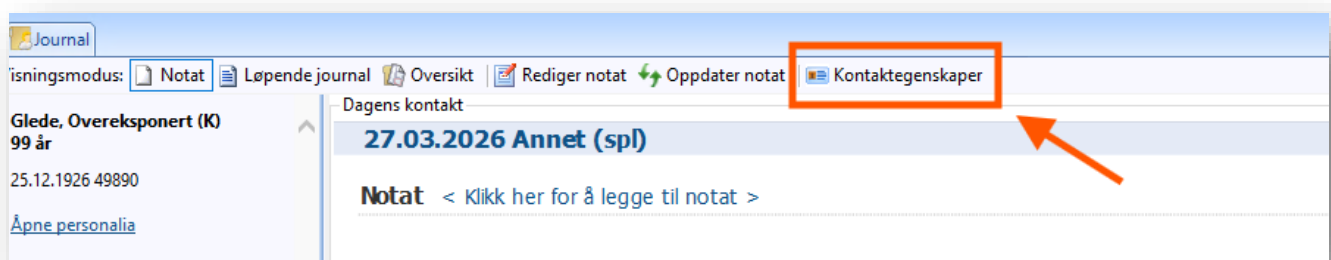 Journal
isningsmodus: Notat Løpende journal Oversikt Rediger notat Oppdater notat Kontaktegenskaper
Glede, Overeksponert (K)
99 år
25.12.1926 49890
Åpne personalia
Dagens kontakt
27.03.2026 Annet (spl)
Notat < Klikk her for å legge til notat >